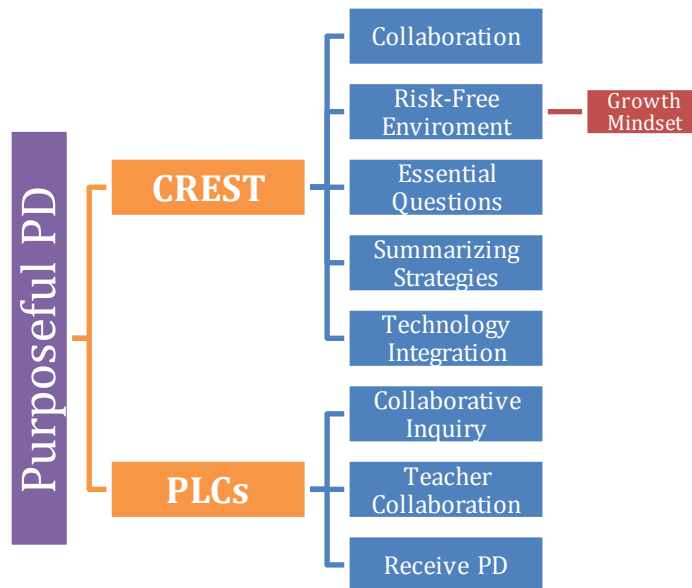 Purposeful PD
CREST
Collaboration
Risk-Free
Enviroment
Growth
Mindset
Essential
Questions
Summarizing
Strategies
Technology
Integration
PLCs
Collaborative
Inquiry
Teacher
Collaboration
Receive PD